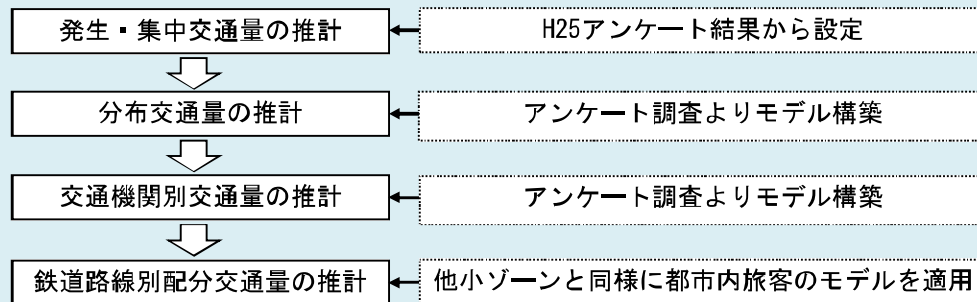 発生・集中交通量の推計
H25アンケート結果から設定
分布交通量の推計
アンケート調査よりモデル構築
交通機関別交通量の推計
アンケート調査よりモデル構築
鉄道路線別配分交通量の推計
他小ゾーンと同様に都市内旅客のモデルを適用